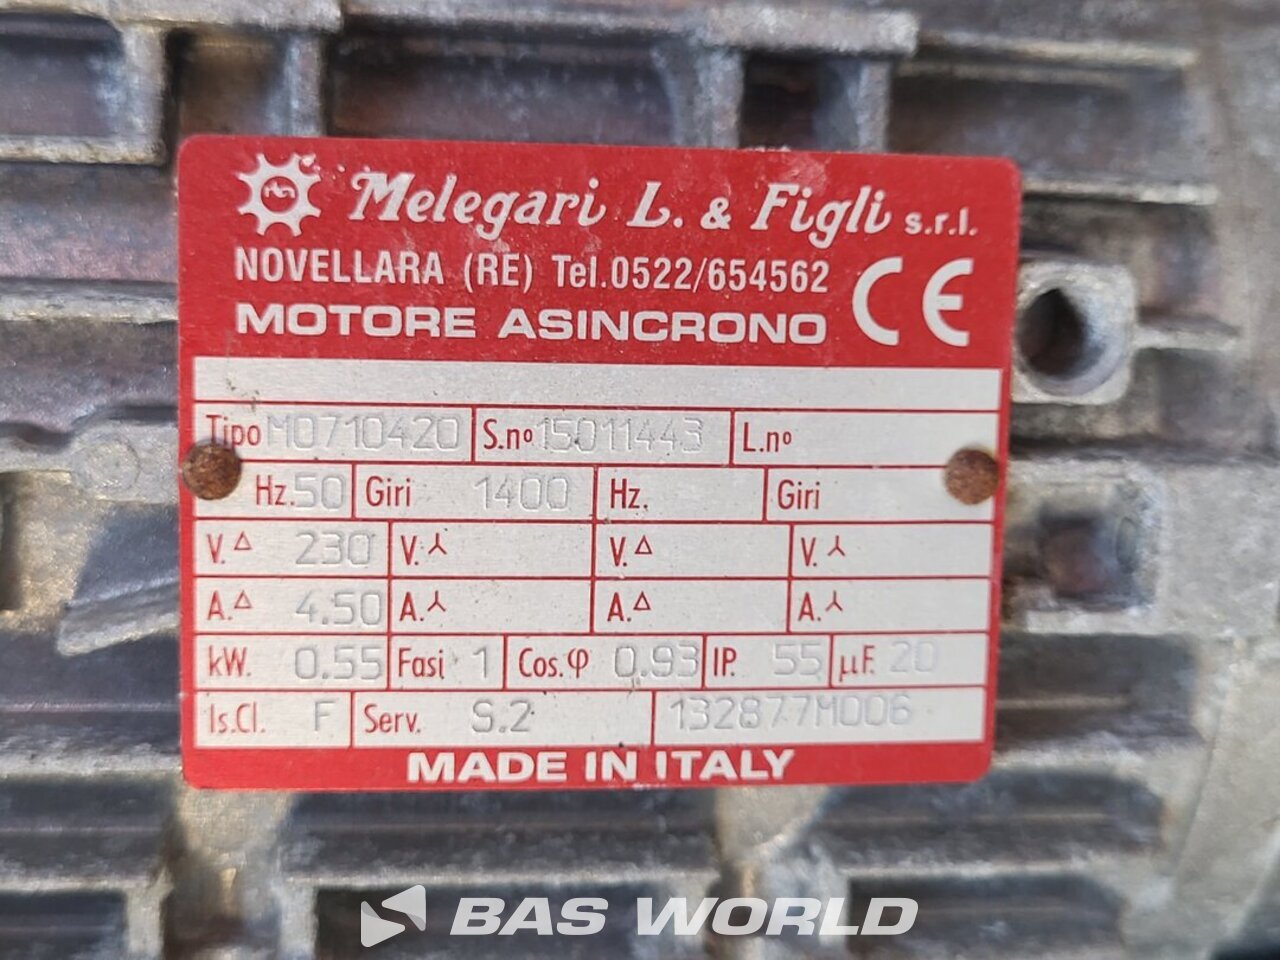 Melegari L. & Figli s.r.l.
NOVELLARA (RE) Tel.0522/654562
MOTORE ASINCRONO CE
Tipo M0710420 S.nº 15011443 L.nº
Hz. 50 Giri 1400 Hz. Giri
V.△ 230 V.⅄ V.△ V.⅄
A.△ 4.50 A.⅄ A.△ A.⅄
kW. 0.55 Fasi 1 Cos.φ 0.93 IP. 55 µF. 20
Is.Cl. F Serv. S.2 132877M006
MADE IN ITALY
BAS WORLD